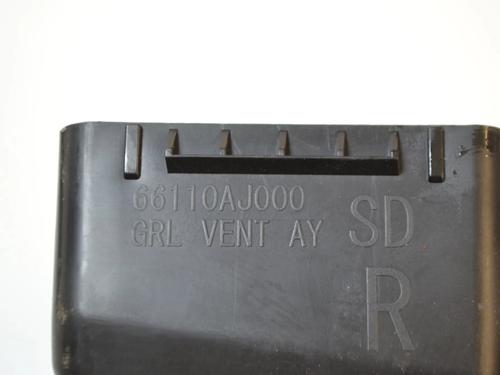 66110AJ000
GRL VENT AY
SD
R